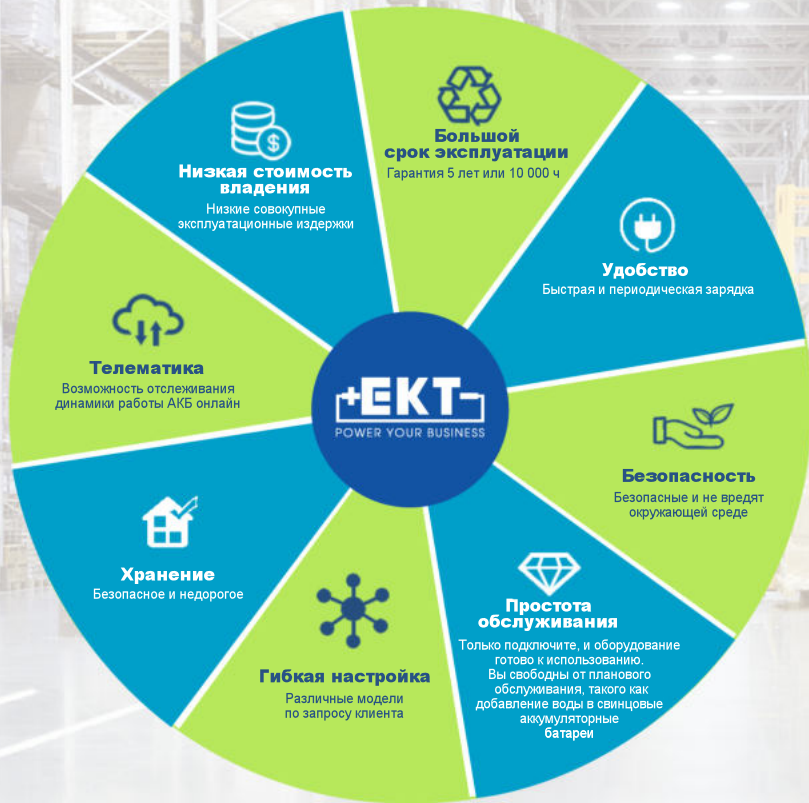 Большой
срок эксплуатации
Гарантия 5 лет или 10 000 ч
Удобство
Быстрая и периодическая зарядка
Безопасность
Безопасные и не вредят
окружающей среде
Простота
обслуживания
Только подключите, и оборудование
готово к использованию.
Вы свободны от планового
обслуживания, такого как
добавление воды в свинцовые
аккумуляторные
батареи
Гибкая настройка
Различные модели
по запросу клиента
Хранение
Безопасное и недорогое
Телематика
Возможность отслеживания
динамики работы АКБ онлайн
Низкая стоимость
владения
Низкие совокупные
эксплуатационные издержки
$
+EKT-
POWER YOUR BUSINESS